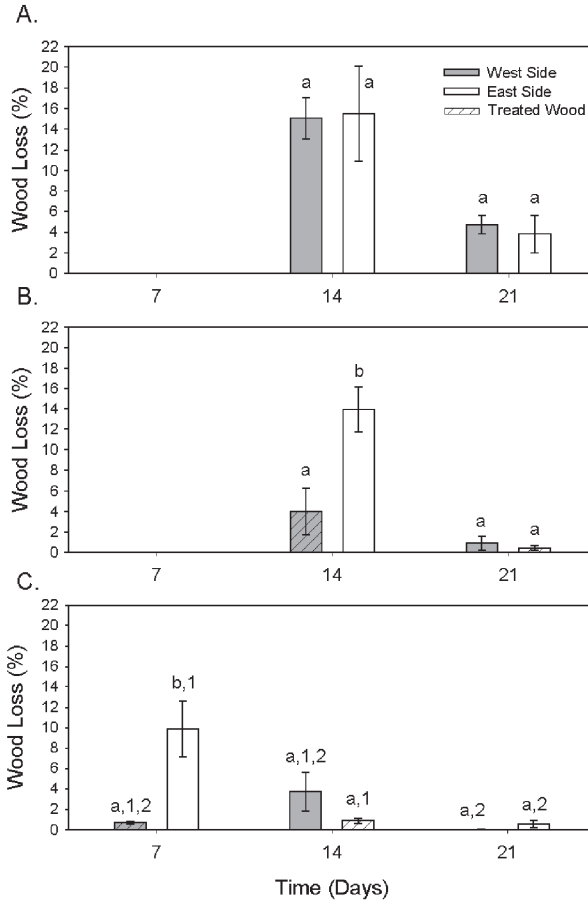 A.
22
20
18
16
14
12
10
8
6
4
2
0
Wood Loss (%)
a
a
a
a
West Side
East Side
Treated Wood
7
14
21
B.
22
20
18
16
14
12
10
8
6
4
2
0
Wood Loss (%)
a
b
a
a
7
14
21
C.
22
20
18
16
14
12
10
8
6
4
2
0
Wood Loss (%)
a,1,2
b,1
a,1,2
a,1
a,2
a,2
7
14
21
Time (Days)